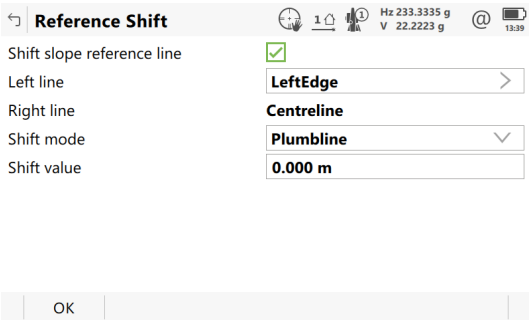 Reference Shift
1
1
Hz 233.3335 g
V 22.2223 g
@
13:39
Shift slope reference line
Left line LeftEdge
Right line Centreline
Shift mode Plumbline
Shift value 0.000 m
OK